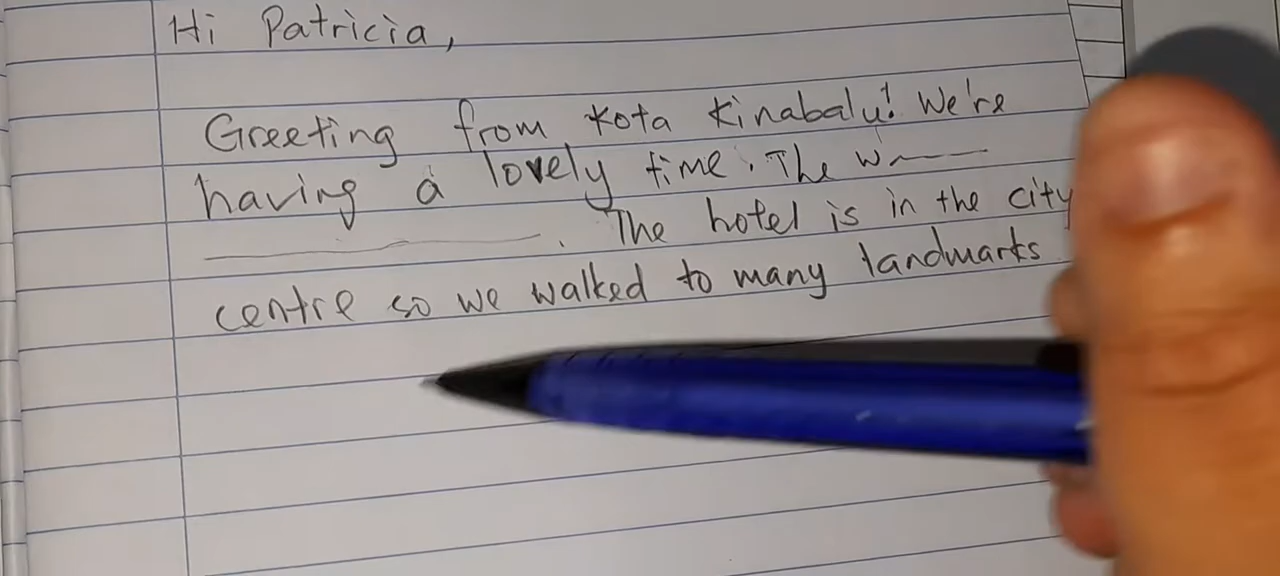 Hi Patricia,
Greeting from Kota Kinabalu! We're
having a lovely time. The w
. The hotel is in the city
centre so we walked to many landmarks